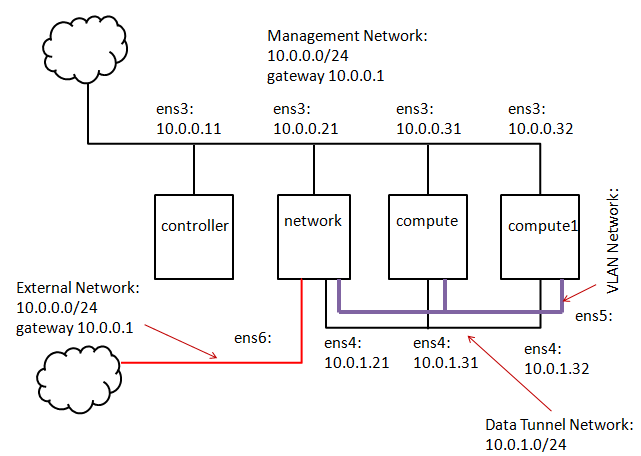 Management Network:
10.0.0.0/24
gateway 10.0.0.1
ens3:
10.0.0.11
ens3:
10.0.0.21
ens3:
10.0.0.31
ens3:
10.0.0.32
controller
network
compute
compute1
VLAN Network:
External Network:
10.0.0.0/24
gateway 10.0.0.1
ens6:
ens5:
ens4:
10.0.1.21
ens4:
10.0.1.31
ens4:
10.0.1.32
Data Tunnel Network:
10.0.1.0/24